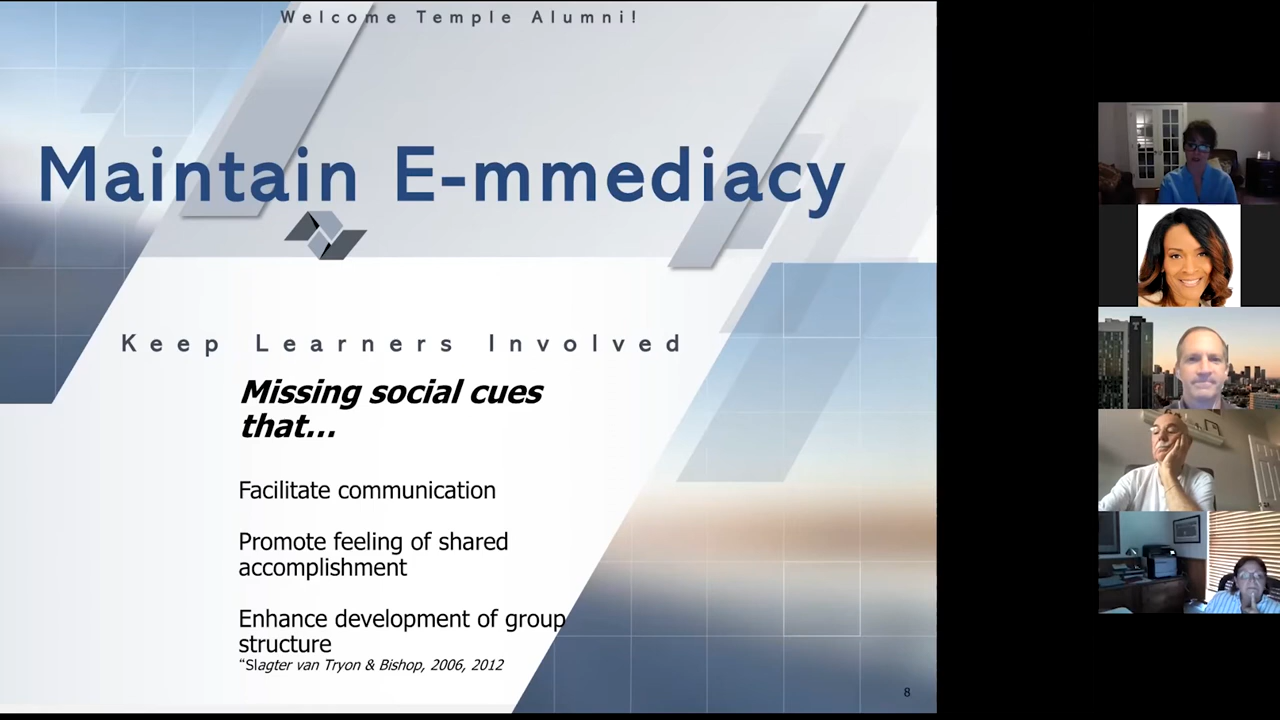 Welcome Temple Alumni!
Maintain E-mmediacy
Keep Learners Involved
Missing social cues
that...
Facilitate communication
Promote feeling of shared
accomplishment
Enhance development of group
structure
“Slagter van Tryon & Bishop, 2006, 2012
8